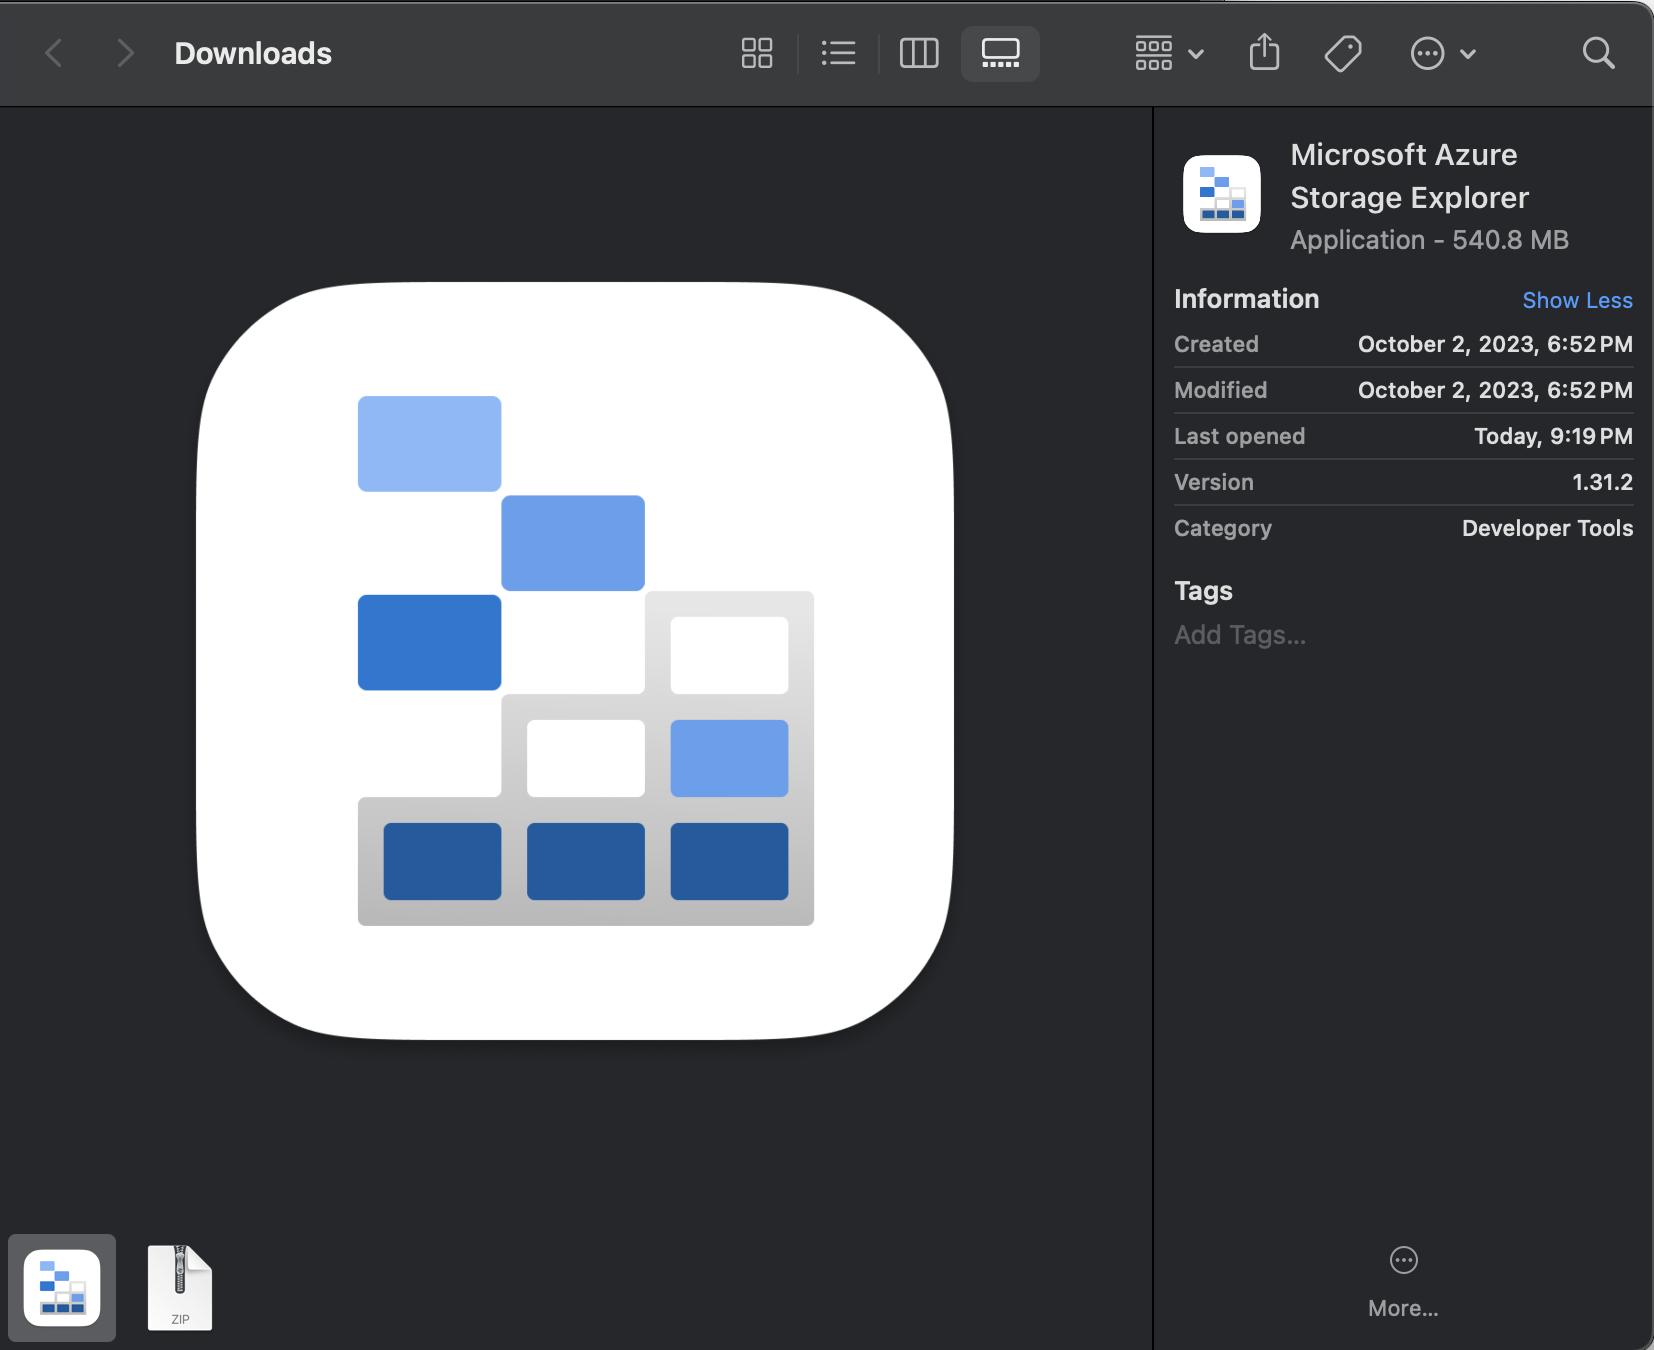 Downloads
Microsoft Azure
Storage Explorer
Application - 540.8 MB
Information Show Less
Created October 2, 2023, 6:52 PM
Modified October 2, 2023, 6:52 PM
Last opened Today, 9:19 PM
Version 1.31.2
Category Developer Tools
Tags
Add Tags...
ZIP
More...